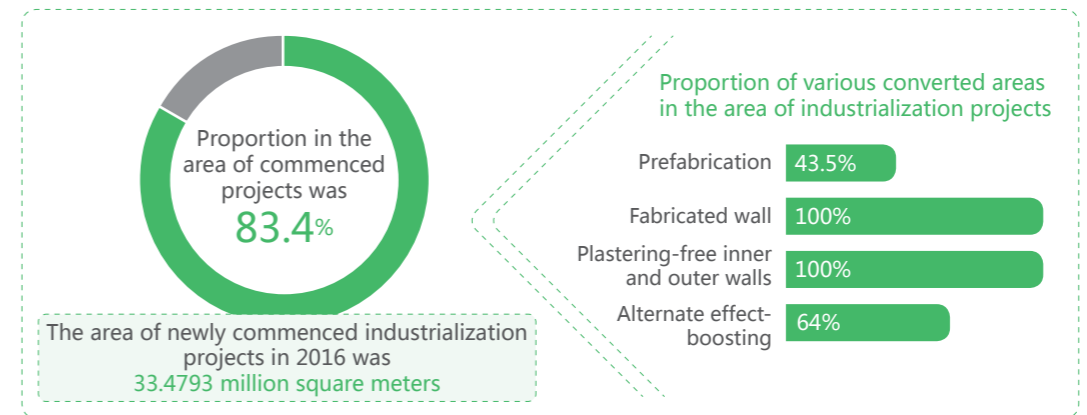 Proportion in the
area of commenced
projects was
83.4%
The area of newly commenced industrialization
projects in 2016 was
33.4793 million square meters
Proportion of various converted areas
in the area of industrialization projects
Prefabrication 43.5%
Fabricated wall 100%
Plastering-free inner
and outer walls 100%
Alternate effect-
boosting 64%